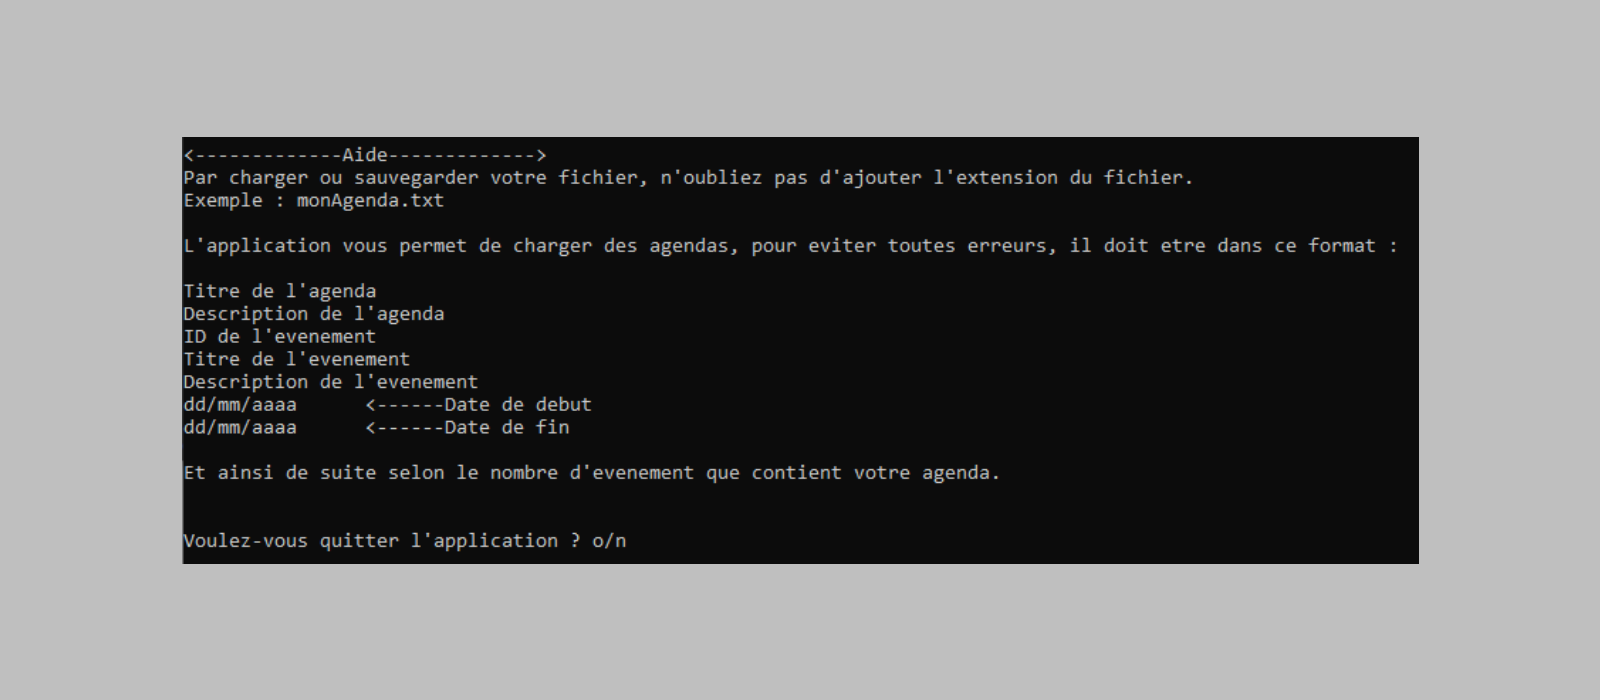 <-------------Aide------------->
Par charger ou sauvegarder votre fichier, n'oubliez pas d'ajouter l'extension du fichier.
Exemple : monAgenda.txt
L'application vous permet de charger des agendas, pour eviter toutes erreurs, il doit etre dans ce format :
Titre de l'agenda
Description de l'agenda
ID de l'evenement
Titre de l'evenement
Description de l'evenement
dd/mm/aaaa      <------Date de debut
dd/mm/aaaa      <------Date de fin
Et ainsi de suite selon le nombre d'evenement que contient votre agenda.
Voulez-vous quitter l'application ? o/n